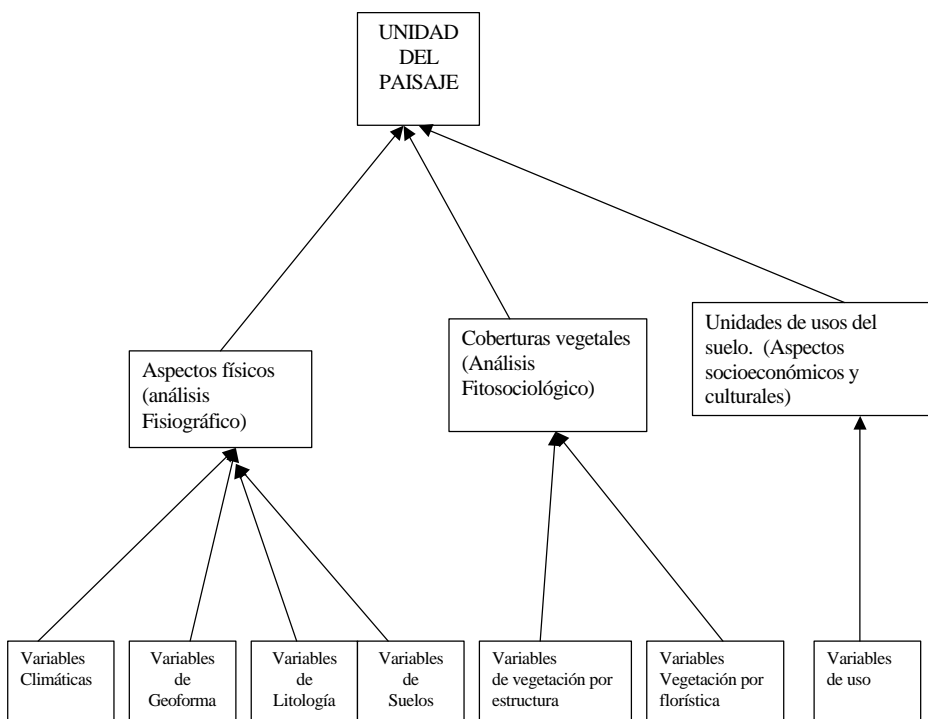 UNIDAD
DEL
PAISAJE
Aspectos físicos
(análisis
Fisiográfico)
Coberturas vegetales
(Análisis
Fitosociológico)
Unidades de usos del
suelo.  (Aspectos
socioeconómicos y
culturales)
Variables
Climáticas
Variables
de
Geoforma
Variables
de
Litología
Variables
de
Suelos
Variables
de vegetación por
estructura
Variables
Vegetación por
florística
Variables
de uso